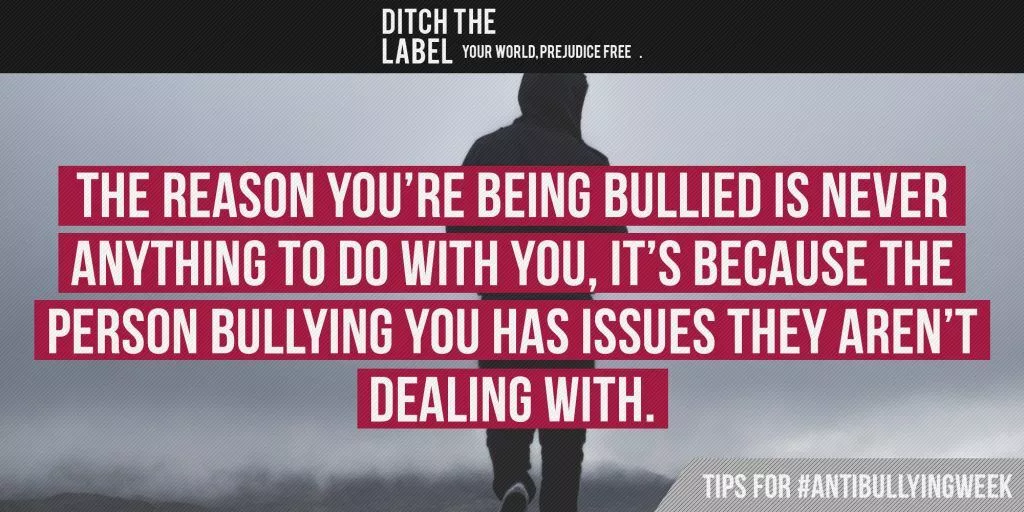 DITCH THE
LABEL YOUR WORLD, PREJUDICE FREE .
THE REASON YOU'RE BEING BULLIED IS NEVER
ANYTHING TO DO WITH YOU, IT'S BECAUSE THE
PERSON BULLYING YOU HAS ISSUES THEY AREN'T
DEALING WITH.
TIPS FOR #ANTIBULLYINGWEEK